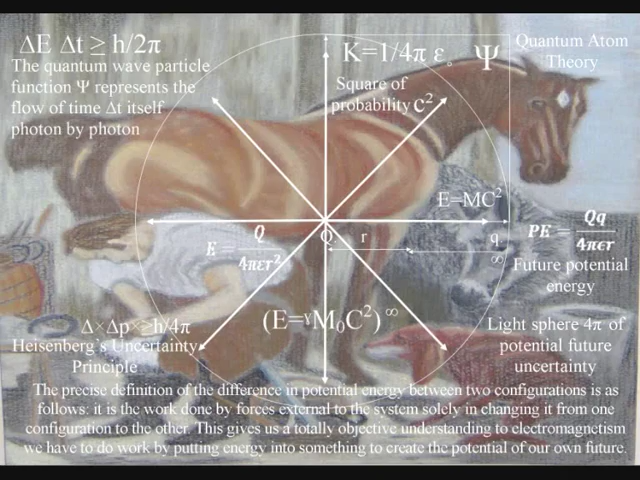 ΔE Δt ≥ h/2π
The quantum wave particle
function Ψ represents the
flow of time Δt itself
photon by photon
K=1/4π ε。
Ψ
Quantum Atom
Theory
Square of
probability c²
E=MC²
E = Q/4πεr²
Q
r
q
∞
PE = Qq/4πεr
Future potential
energy
(E=ᵞM₀C²)∞
Δ×Δp×≥h/4π
Heisenberg's Uncertainty
Principle
Light sphere 4π of
potential future
uncertainty
The precise definition of the difference in potential energy between two configurations is as
follows: it is the work done by forces external to the system solely in changing it from one
configuration to the other. This gives us a totally objective understanding to electromagnetism
we have to do work by putting energy into something to create the potential of our own future.